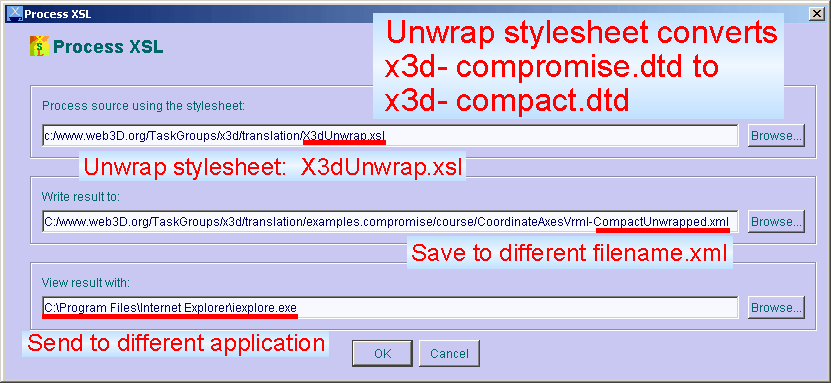 Process XSL
Process XSL
Unwrap stylesheet converts
x3d- compromise.dtd to
x3d- compact.dtd
Process source using the stylesheet:
c:/www.web3D.org/TaskGroups/x3d/translation/X3dUnwrap.xsl
Browse...
Unwrap stylesheet: X3dUnwrap.xsl
Write result to:
C:/www.web3D.org/TaskGroups/x3d/translation/examples.compromise/course/CoordinateAxesVrml-CompactUnwrapped.xml
Browse...
Save to different filename.xml
View result with:
C:\Program Files\Internet Explorer\iexplore.exe
Browse...
Send to different application
OK
Cancel